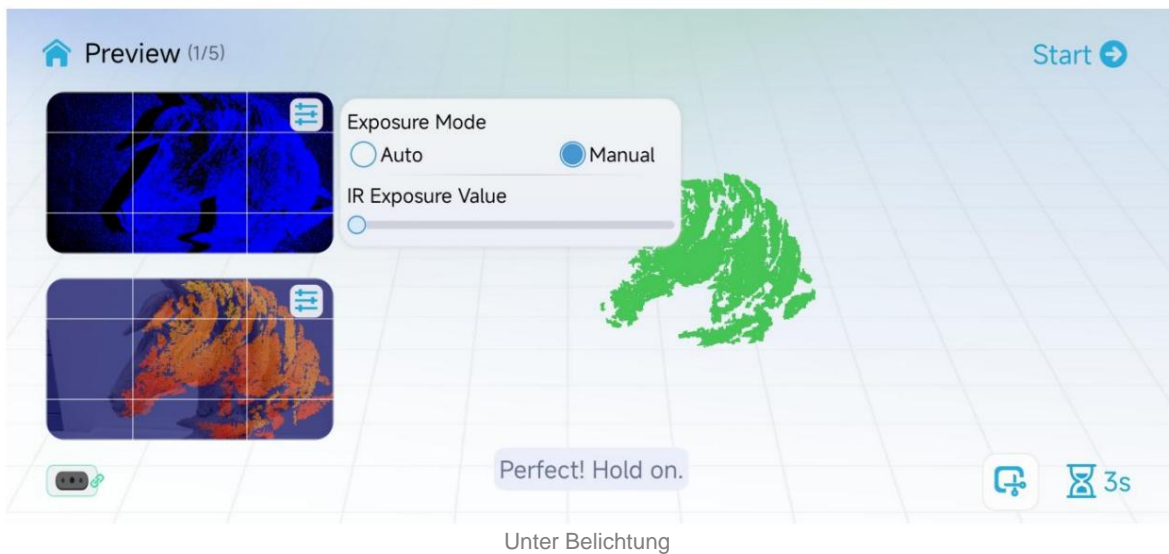 Preview (1/5)
Start
Exposure Mode
Auto Manual
IR Exposure Value
Perfect! Hold on.
3s
Unter Belichtung